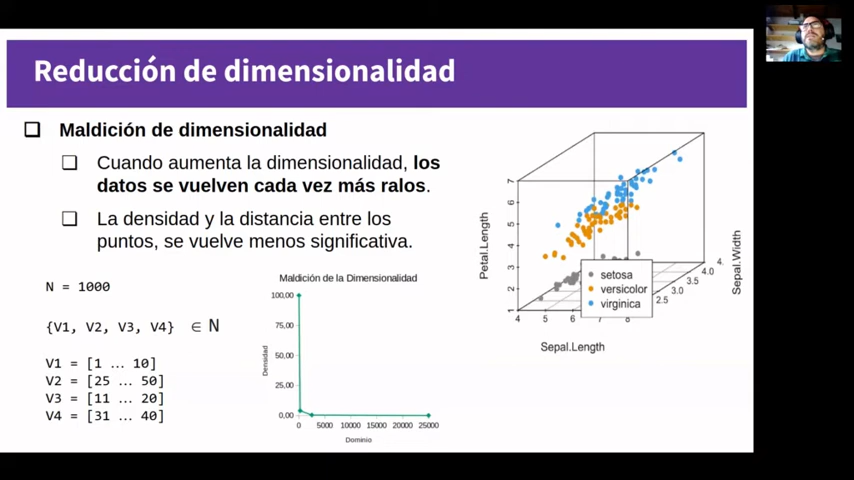 Reducción de dimensionalidad
Maldición de dimensionalidad
Cuando aumenta la dimensionalidad, los
datos se vuelven cada vez más ralos.
La densidad y la distancia entre los
puntos, se vuelve menos significativa.
N = 1000
{V1, V2, V3, V4} ∈ N
V1 = [1 … 10]
V2 = [25 … 50]
V3 = [11 … 20]
V4 = [31 … 40]
Maldición de la Dimensionalidad
Densidad
100,00
75,00
50,00
25,00
0,00
0 5000 10000 15000 20000 25000
Dominio
Petal.Length
7
6
5
4
3
2
1
4 5 6 7 8
Sepal.Length
2.5 3.0 3.5 4.0 4.
Sepal.Width
setosa
versicolor
virginica